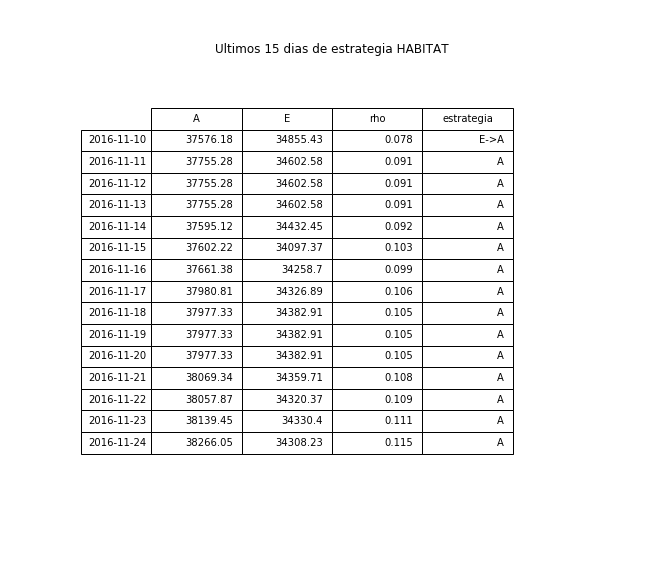 Ultimos 15 dias de estrategia HABITAT
A E rho estrategia
2016-11-10 37576.18 34855.43 0.078 E->A
2016-11-11 37755.28 34602.58 0.091 A
2016-11-12 37755.28 34602.58 0.091 A
2016-11-13 37755.28 34602.58 0.091 A
2016-11-14 37595.12 34432.45 0.092 A
2016-11-15 37602.22 34097.37 0.103 A
2016-11-16 37661.38 34258.7 0.099 A
2016-11-17 37980.81 34326.89 0.106 A
2016-11-18 37977.33 34382.91 0.105 A
2016-11-19 37977.33 34382.91 0.105 A
2016-11-20 37977.33 34382.91 0.105 A
2016-11-21 38069.34 34359.71 0.108 A
2016-11-22 38057.87 34320.37 0.109 A
2016-11-23 38139.45 34330.4 0.111 A
2016-11-24 38266.05 34308.23 0.115 A